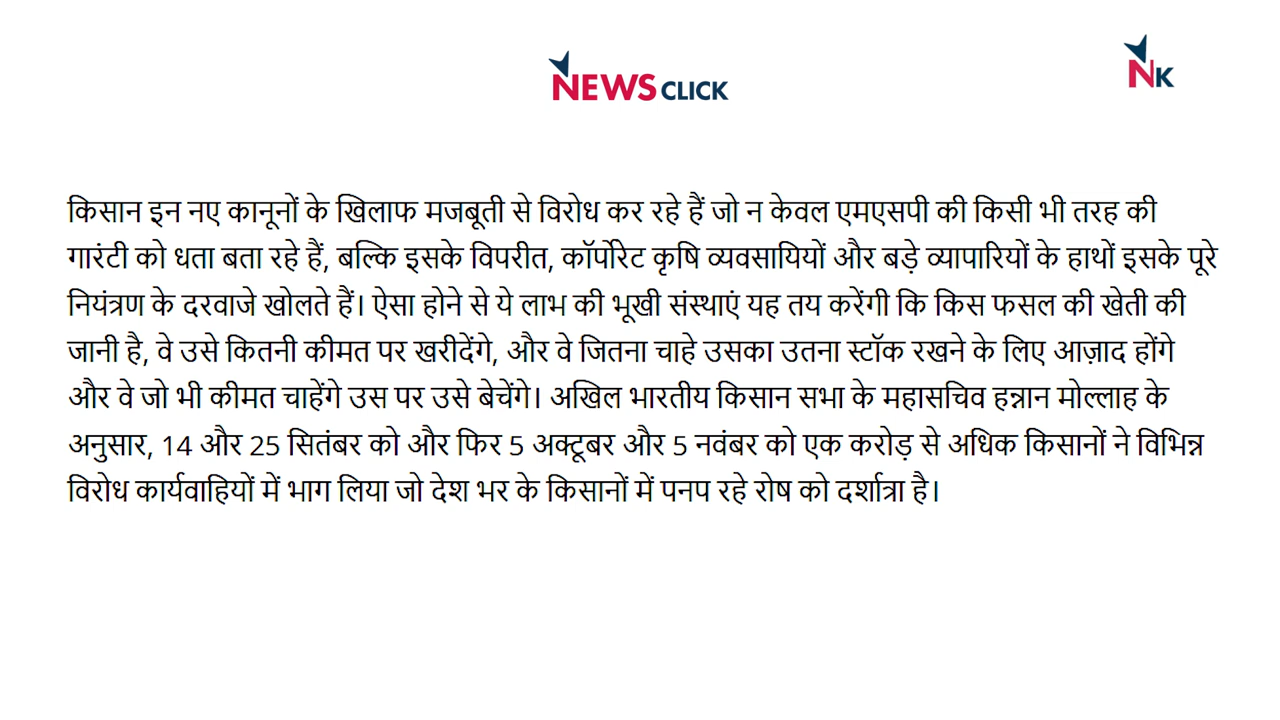 NEWSCLICK
NK
किसान इन नए कानूनों के खिलाफ मजबूती से विरोध कर रहे हैं जो न केवल एमएसपी की किसी भी तरह की
गारंटी को धता बता रहे हैं, बल्कि इसके विपरीत, कॉर्पोरेट कृषि व्यवसायियों और बड़े व्यापारियों के हाथों इसके पूरे
नियंत्रण के दरवाजे खोलते हैं। ऐसा होने से ये लाभ की भूखी संस्थाएं यह तय करेंगी कि किस फसल की खेती की
जानी है, वे उसे कितनी कीमत पर खरीदेंगे, और वे जितना चाहे उसका उतना स्टॉक रखने के लिए आज़ाद होंगे
और वे जो भी कीमत चाहेंगे उस पर उसे बेचेंगे। अखिल भारतीय किसान सभा के महासचिव हन्नान मोल्लाह के
अनुसार, 14 और 25 सितंबर को और फिर 5 अक्टूबर और 5 नवंबर को एक करोड़ से अधिक किसानों ने विभिन्न
विरोध कार्यवाहियों में भाग लिया जो देश भर के किसानों में पनप रहे रोष को दर्शात्रा है।